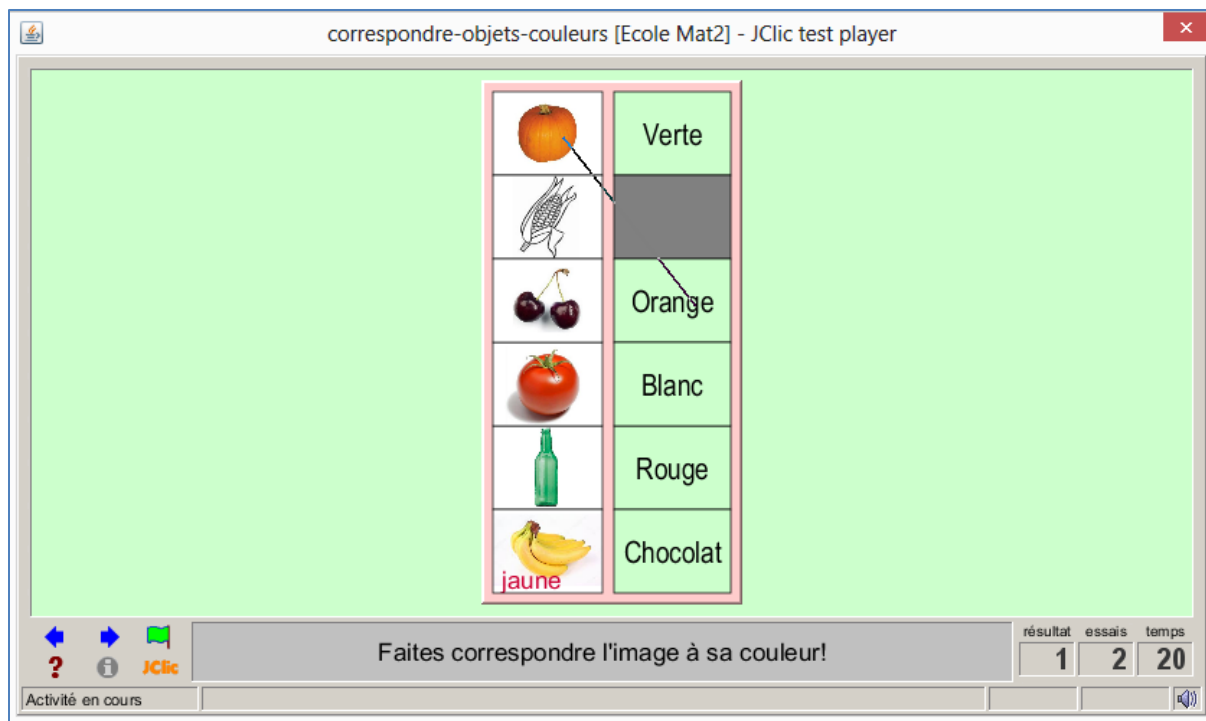 correspondre-objets-couleurs [Ecole Mat2] - JClic test player
Verte
Orange
Blanc
Rouge
Chocolat
jaune
Faites correspondre l'image à sa couleur!
résultat essais temps
1 2 20
? i JClic
Activité en cours